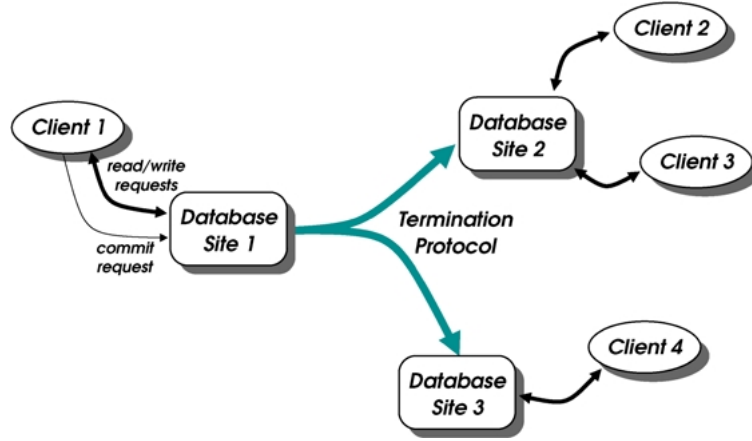 Client 1
read/write
requests
commit
request
Database
Site 1
Termination
Protocol
Database
Site 2
Client 2
Client 3
Database
Site 3
Client 4